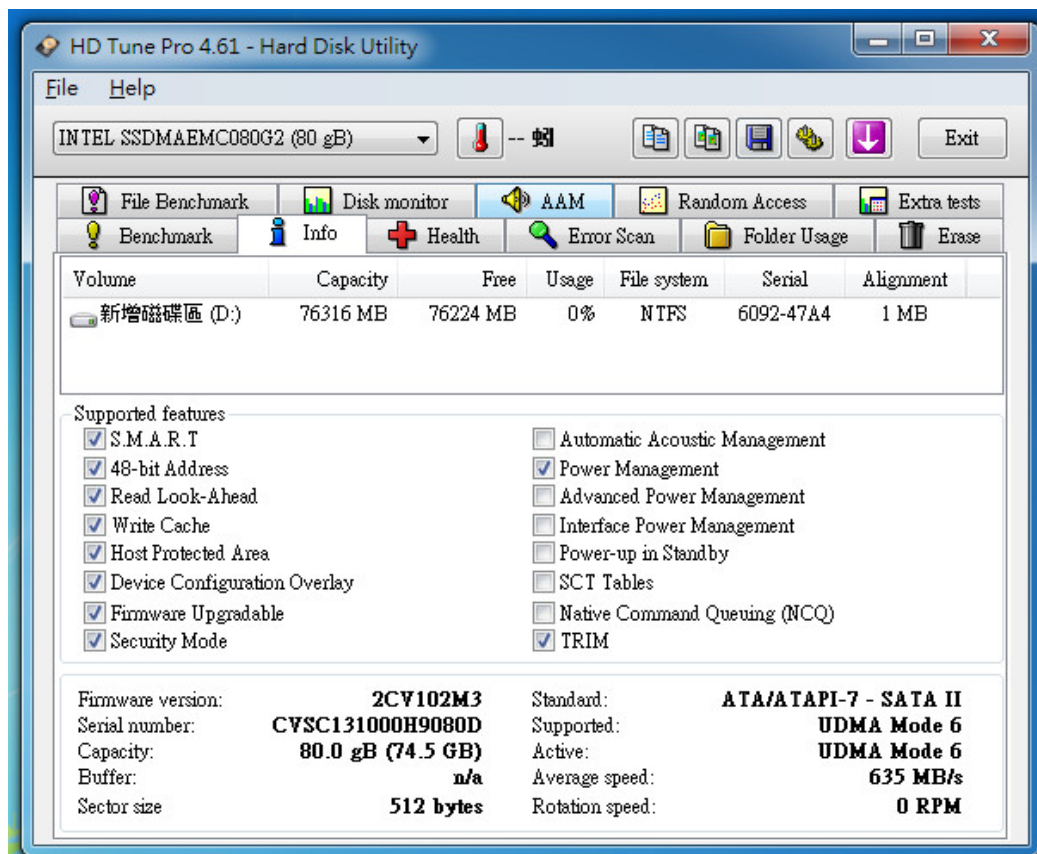 HD Tune Pro 4.61 - Hard Disk Utility
File Help
INTEL SSDMAEMC080G2 (80 gB) -- 蚓 Exit
File Benchmark Disk monitor AAM Random Access Extra tests
Benchmark Info Health Error Scan Folder Usage Erase
Volume Capacity Free Usage File system Serial Alignment
新增磁碟區 (D:) 76316 MB 76224 MB 0% NTFS 6092-47A4 1 MB
Supported features
S.M.A.R.T Automatic Acoustic Management
48-bit Address Power Management
Read Look-Ahead Advanced Power Management
Write Cache Interface Power Management
Host Protected Area Power-up in Standby
Device Configuration Overlay SCT Tables
Firmware Upgradable Native Command Queuing (NCQ)
Security Mode TRIM
Firmware version: 2CV102M3 Standard: ATA/ATAPI-7 - SATA II
Serial number: CVSC131000H9080D Supported: UDMA Mode 6
Capacity: 80.0 gB (74.5 GB) Active: UDMA Mode 6
Buffer: n/a Average speed: 635 MB/s
Sector size 512 bytes Rotation speed: 0 RPM